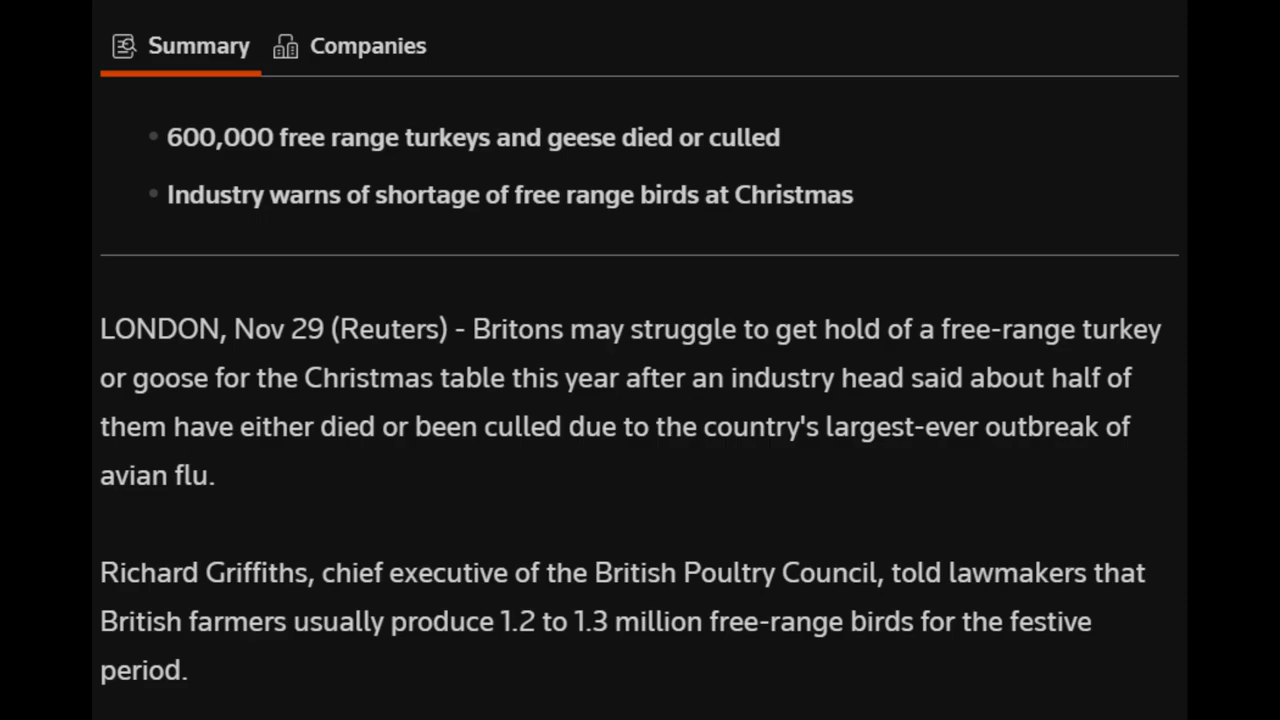 Summary Companies
• 600,000 free range turkeys and geese died or culled
• Industry warns of shortage of free range birds at Christmas
LONDON, Nov 29 (Reuters) - Britons may struggle to get hold of a free-range turkey
or goose for the Christmas table this year after an industry head said about half of
them have either died or been culled due to the country's largest-ever outbreak of
avian flu.
Richard Griffiths, chief executive of the British Poultry Council, told lawmakers that
British farmers usually produce 1.2 to 1.3 million free-range birds for the festive
period.